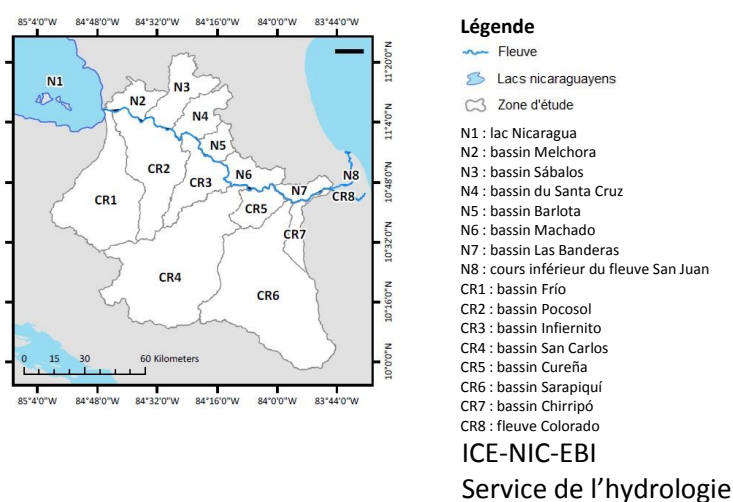 85°4'0"W 84°48'0"W 84°32'0"W 84°16'0"W 84°0'0"W 83°44'0"W
11°20'0"N
11°4'0"N
10°48'0"N
10°32'0"N
10°16'0"N
10°0'0"N
N1
N2
N3
N4
N5
N6
N7
N8
CR1
CR2
CR3
CR4
CR5
CR6
CR7
CR8
0 15 30 60 Kilometers
85°4'0"W 84°48'0"W 84°32'0"W 84°16'0"W 84°0'0"W 83°44'0"W
Légende
Fleuve
Lacs nicaraguayens
Zone d'étude
N1 : lac Nicaragua
N2 : bassin Melchora
N3 : bassin Sábalos
N4 : bassin du Santa Cruz
N5 : bassin Barlota
N6 : bassin Machado
N7 : bassin Las Banderas
N8 : cours inférieur du fleuve San Juan
CR1 : bassin Frío
CR2 : bassin Pocosol
CR3 : bassin Infiernito
CR4 : bassin San Carlos
CR5 : bassin Cureña
CR6 : bassin Sarapiquí
CR7 : bassin Chirripó
CR8 : fleuve Colorado
ICE-NIC-EBI
Service de l’hydrologie